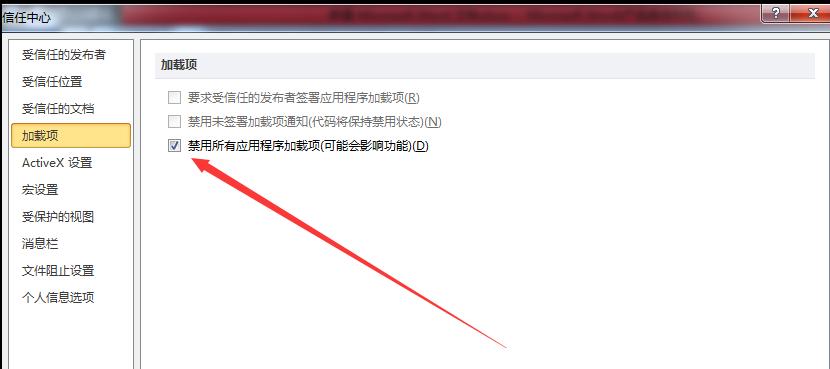 信任中心
受信任的发布者
受信任位置
受信任的文档
加载项
ActiveX 设置
宏设置
受保护的视图
消息栏
文件阻止设置
个人信息选项
加载项
要求受信任的发布者签署应用程序加载项(R)
禁用未签署加载项通知(代码将保持禁用状态)(N)
禁用所有应用程序加载项(可能会影响功能)(D)